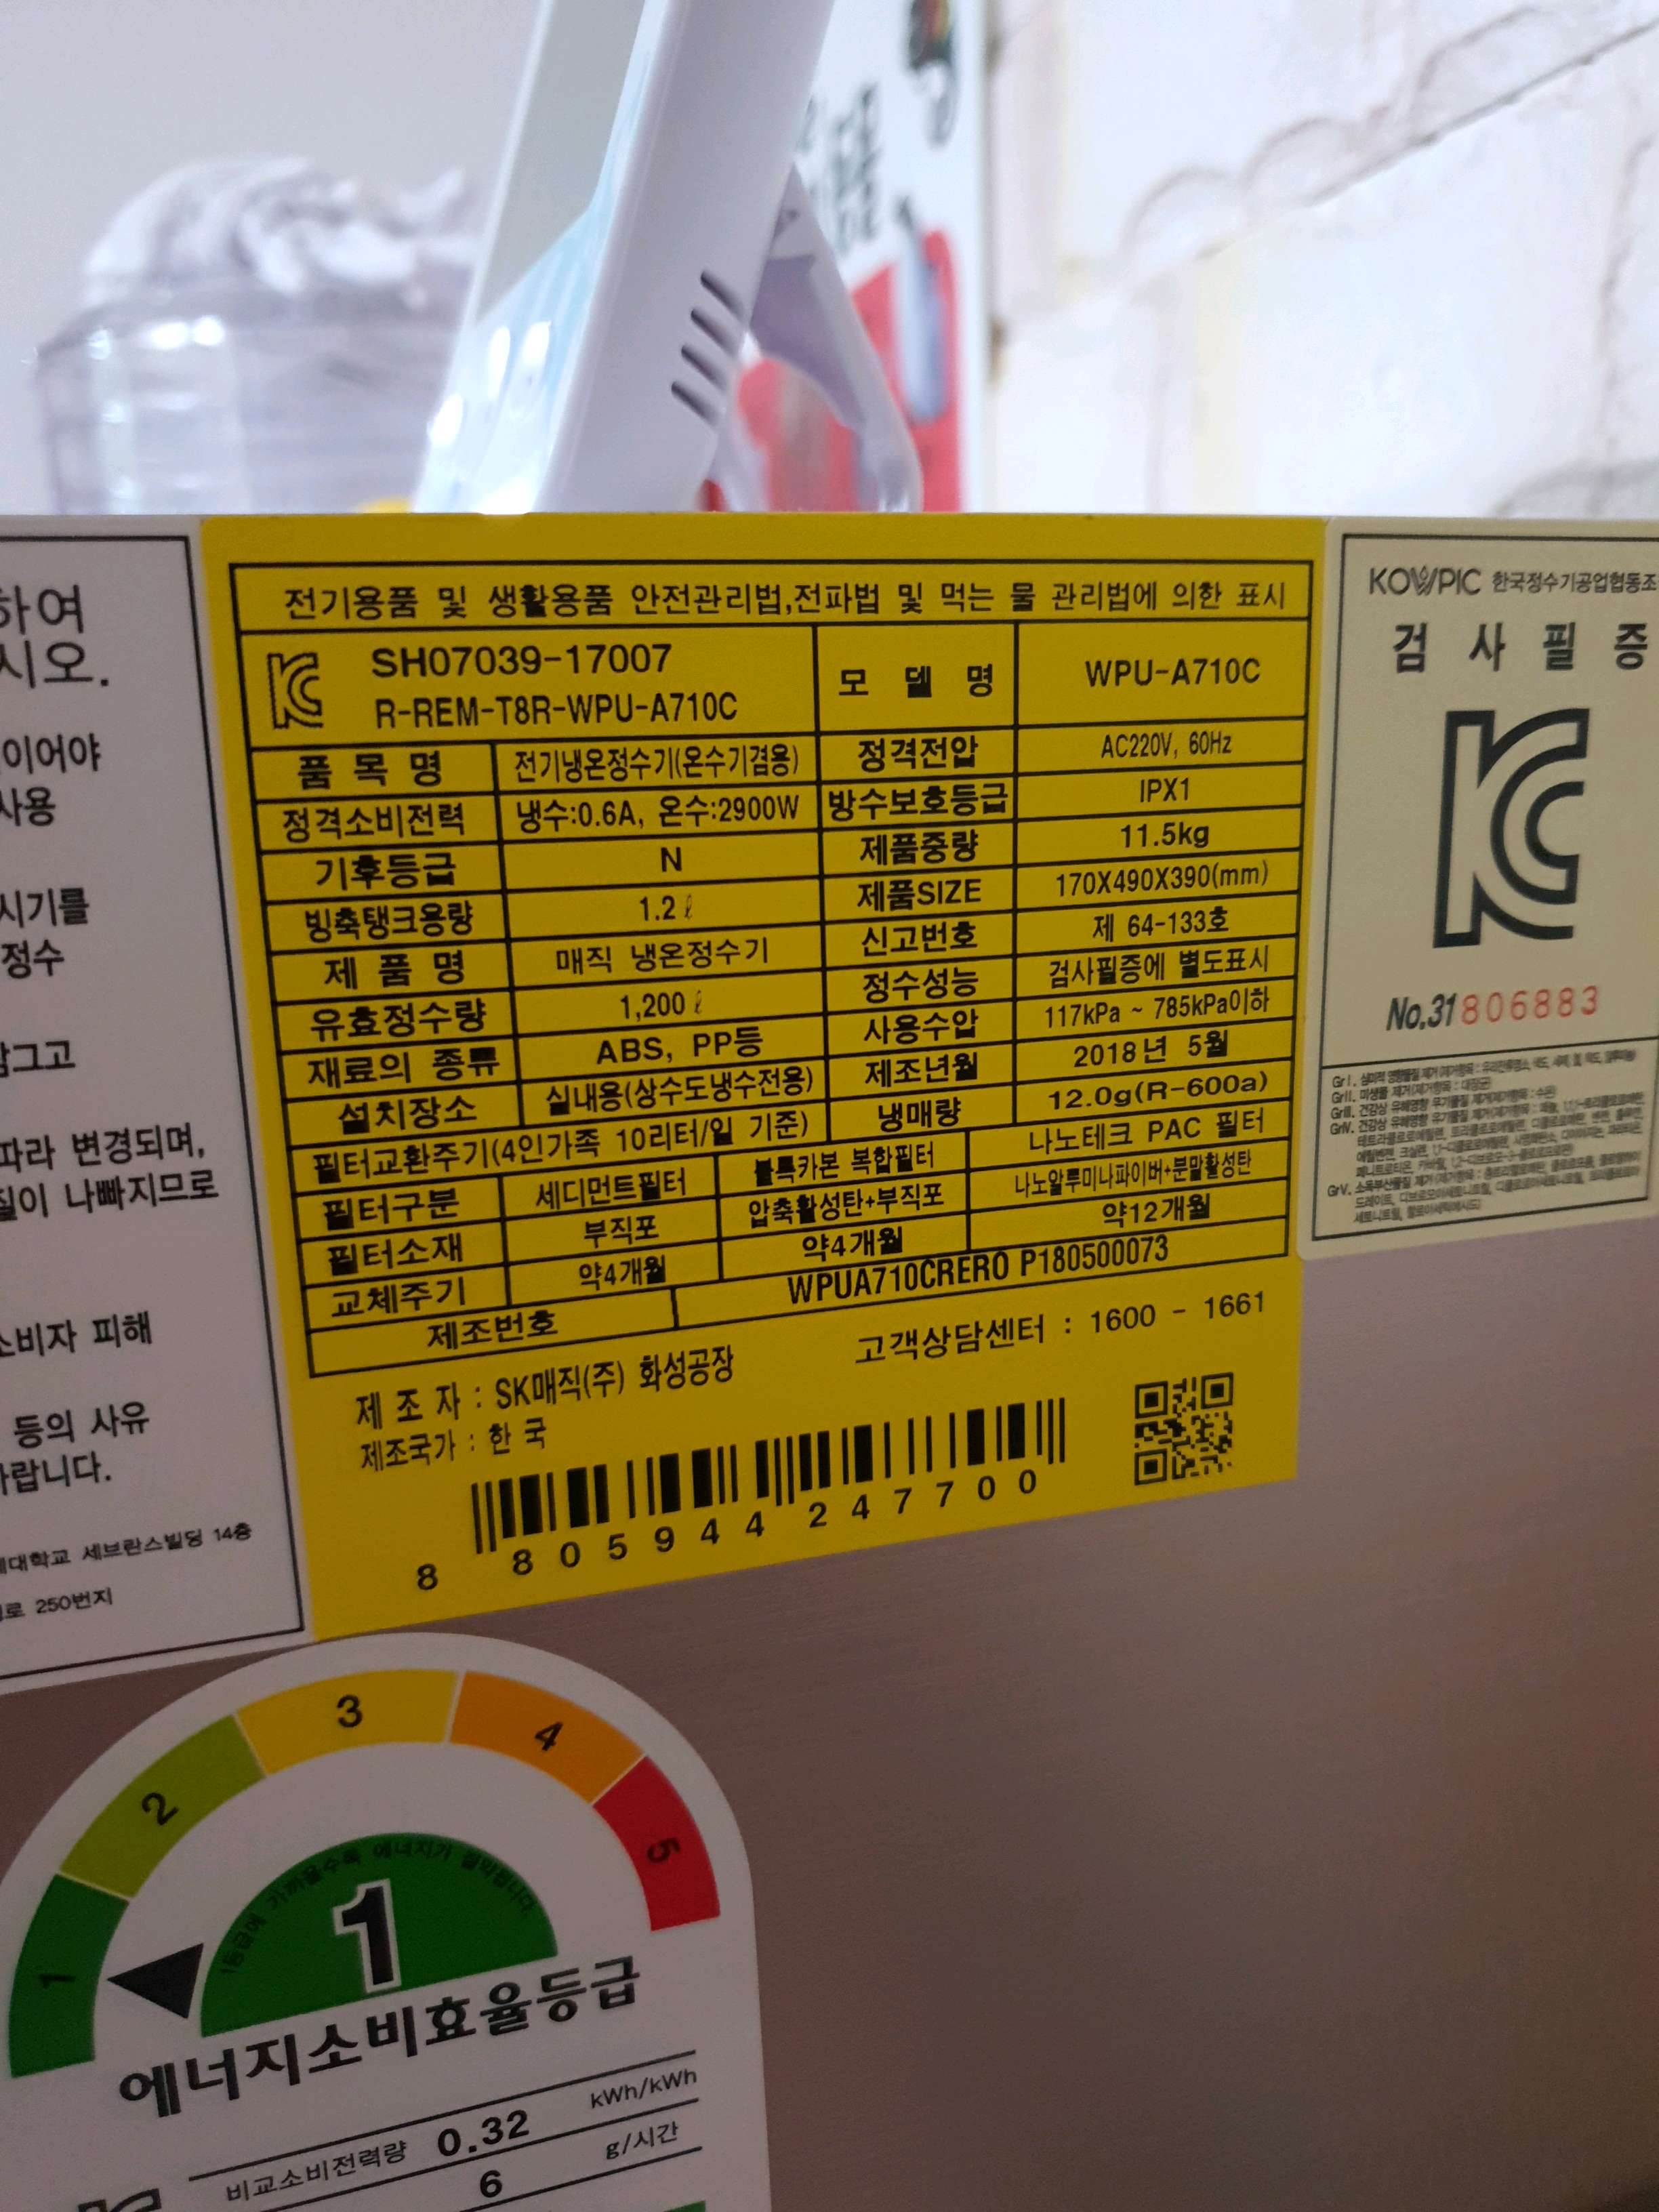 하여
시오.
이어야
사용
시기를
정수
잠그고
따라 변경되며,
질이 나빠지므로
소비자 피해
등의 사유
바랍니다.
대학교 세브란스빌딩 14층
로 250번지
전기용품 및 생활용품 안전관리법,전파법 및 먹는 물 관리법에 의한 표시
SH07039-17007
R-REM-T8R-WPU-A710C
모 델 명 WPU-A710C
품 목 명 전기냉온정수기(온수기겸용) 정격전압 AC220V, 60Hz
정격소비전력 냉수:0.6A, 온수:2900W 방수보호등급 IPX1
기후등급 N 제품중량 11.5kg
빙축탱크용량 1.2ℓ 제품SIZE 170X490X390(mm)
제 품 명 매직 냉온정수기 신고번호 제 64-133호
유효정수량 1,200ℓ 정수성능 검사필증에 별도표시
재료의 종류 ABS, PP등 사용수압 117kPa ~ 785kPa이하
설치장소 실내용(상수도냉수전용) 제조년월 2018년 5월
필터교환주기(4인가족 10리터/일 기준) 냉매량 12.0g(R-600a)
필터구분 세디먼트필터 블록카본 복합필터 나노테크 PAC 필터
필터소재 부직포 압축활성탄+부직포 나노알루미나파이버+분말활성탄
교체주기 약4개월 약4개월 약12개월
제조번호 WPUA710CRERO P180500073
제 조 자 : SK매직(주) 화성공장 고객상담센터 : 1600 - 1661
제조국가 : 한 국
8 805944 247700
KOWPIC 한국정수기공업협동조
검 사 필 증
No.31 806883
1 2 3 4 5
1등급에 가까울수록 에너지가 절약됩니다.
1
에너지소비효율등급
비교소비전력량 0.32 kWh/kWh
6 g/시간